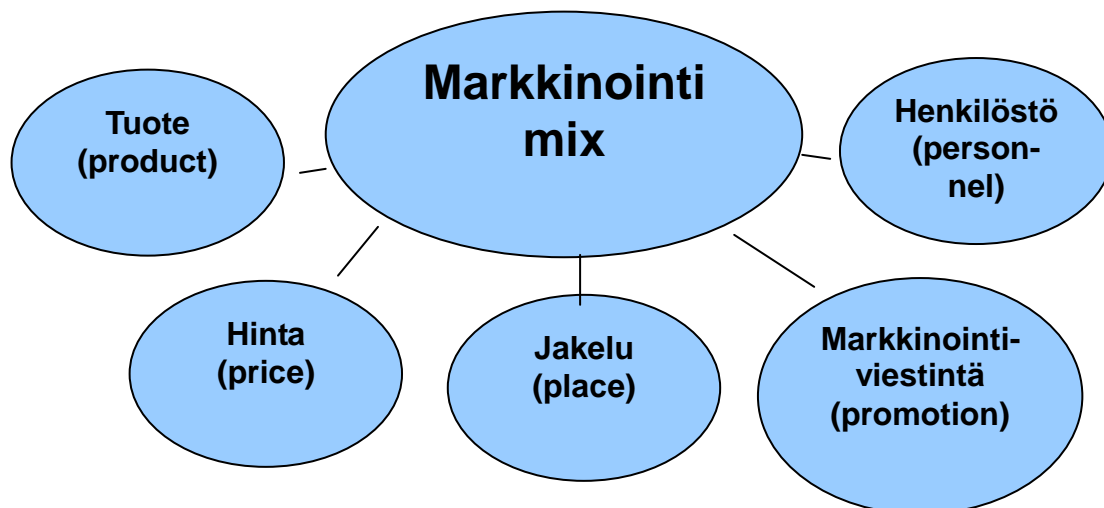 Markkinointi
mix
Tuote
(product)
Henkilöstö
(person-
nel)
Hinta
(price)
Jakelu
(place)
Markkinointi-
viestintä
(promotion)